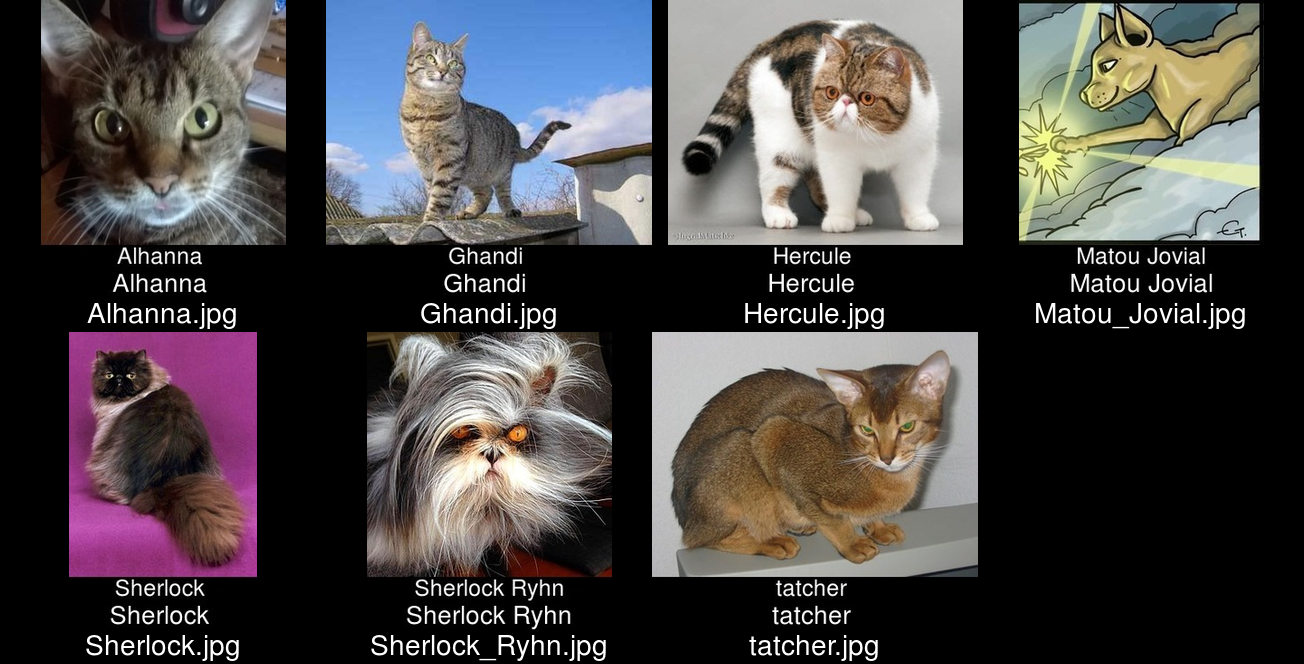 Alhanna
Alhanna
Alhanna.jpg
Ghandi
Ghandi
Ghandi.jpg
Hercule
Hercule
Hercule.jpg
Matou Jovial
Matou Jovial
Matou_Jovial.jpg
Sherlock
Sherlock
Sherlock.jpg
Sherlock Ryhn
Sherlock Ryhn
Sherlock_Ryhn.jpg
tatcher
tatcher
tatcher.jpg